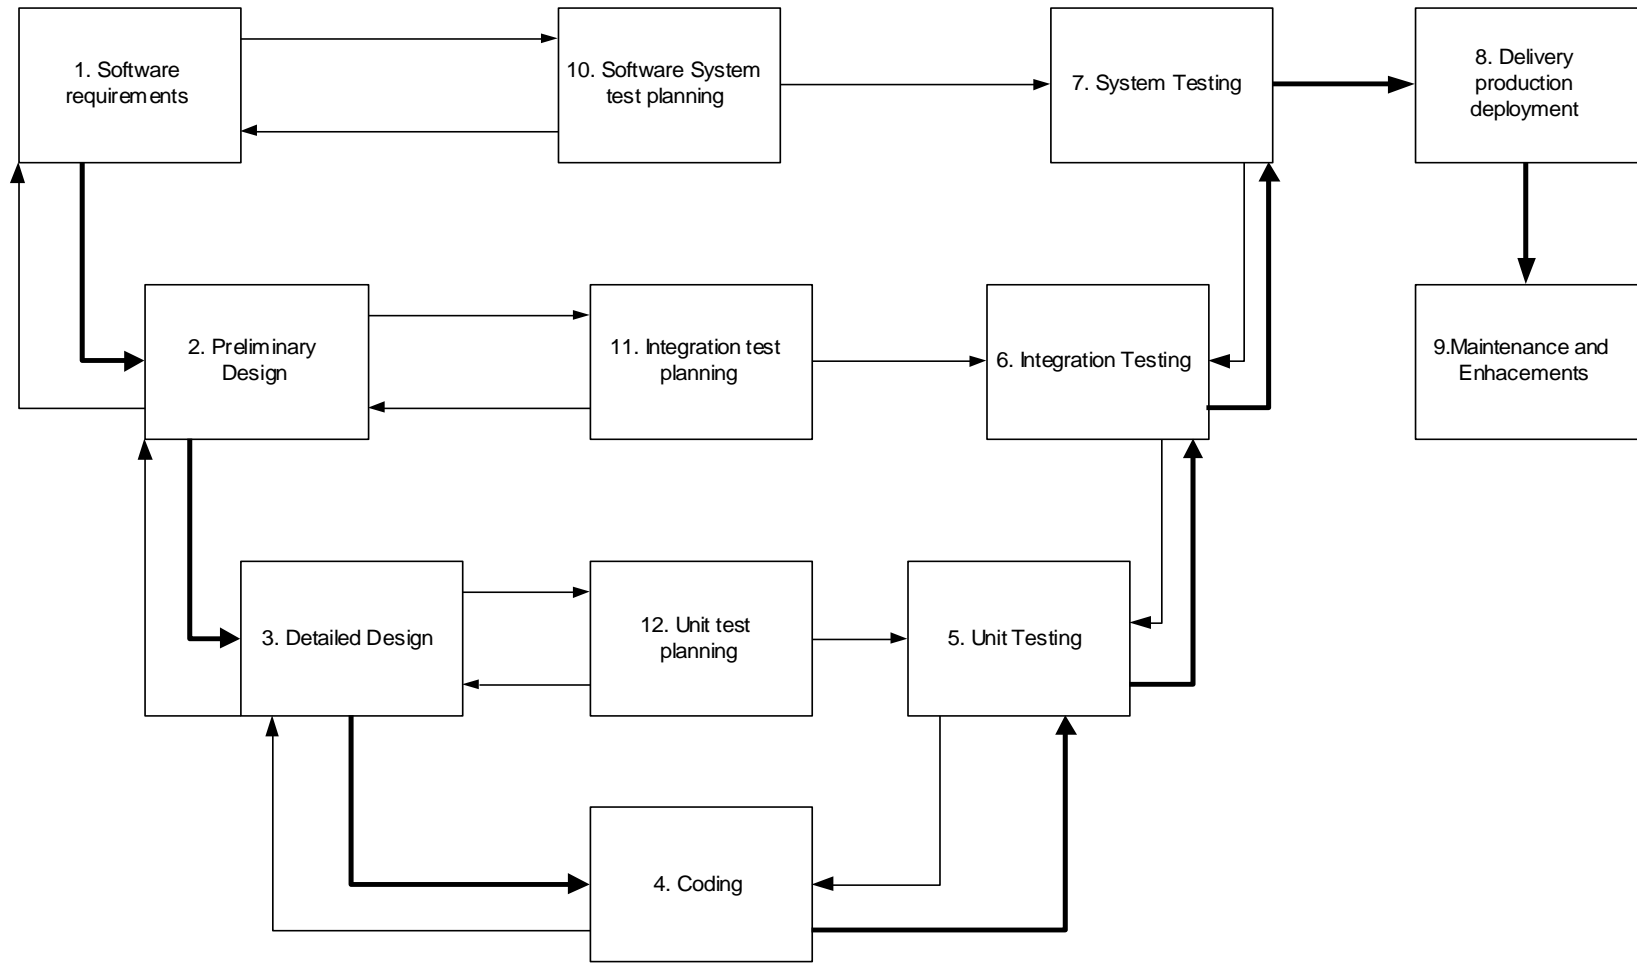 1. Software
requirements
10. Software System
test planning
7. System Testing
8. Delivery
production
deployment
2. Preliminary
Design
11. Integration test
planning
6. Integration Testing
9.Maintenance and
Enhacements
3. Detailed Design
12. Unit test
planning
5. Unit Testing
4. Coding